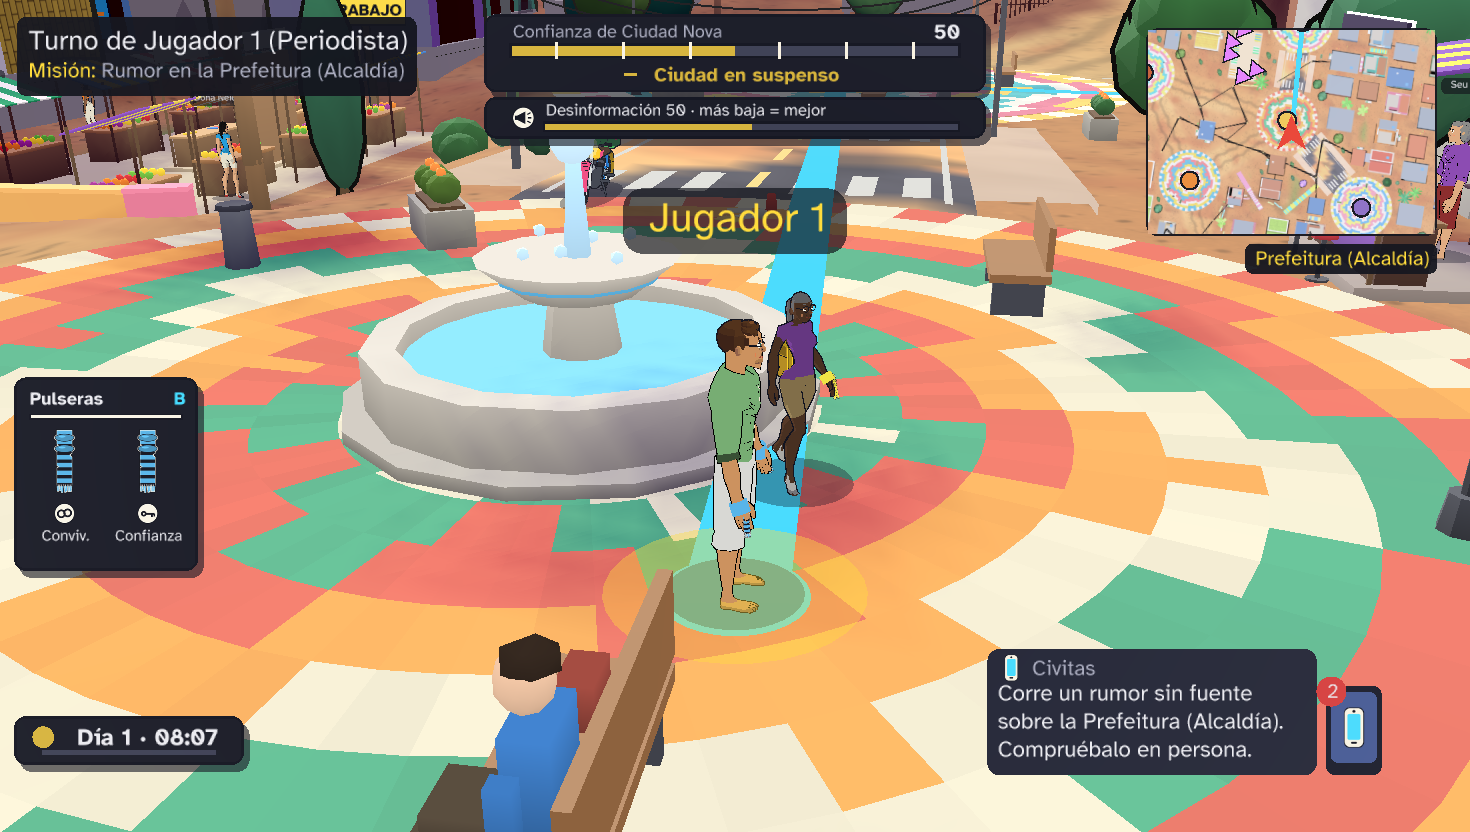 RABAJO
Turno de Jugador 1 (Periodista)
Misión: Rumor en la Prefeitura (Alcaldía)
Confianza de Ciudad Nova 50
– Ciudad en suspenso
Desinformación 50 · más baja = mejor
Seu
Jugador 1
Prefeitura (Alcaldía)
Pulseras B
Conviv. Confianza
Día 1 · 08:07
Civitas
Corre un rumor sin fuente
sobre la Prefeitura (Alcaldía).
Compruébalo en persona.
2